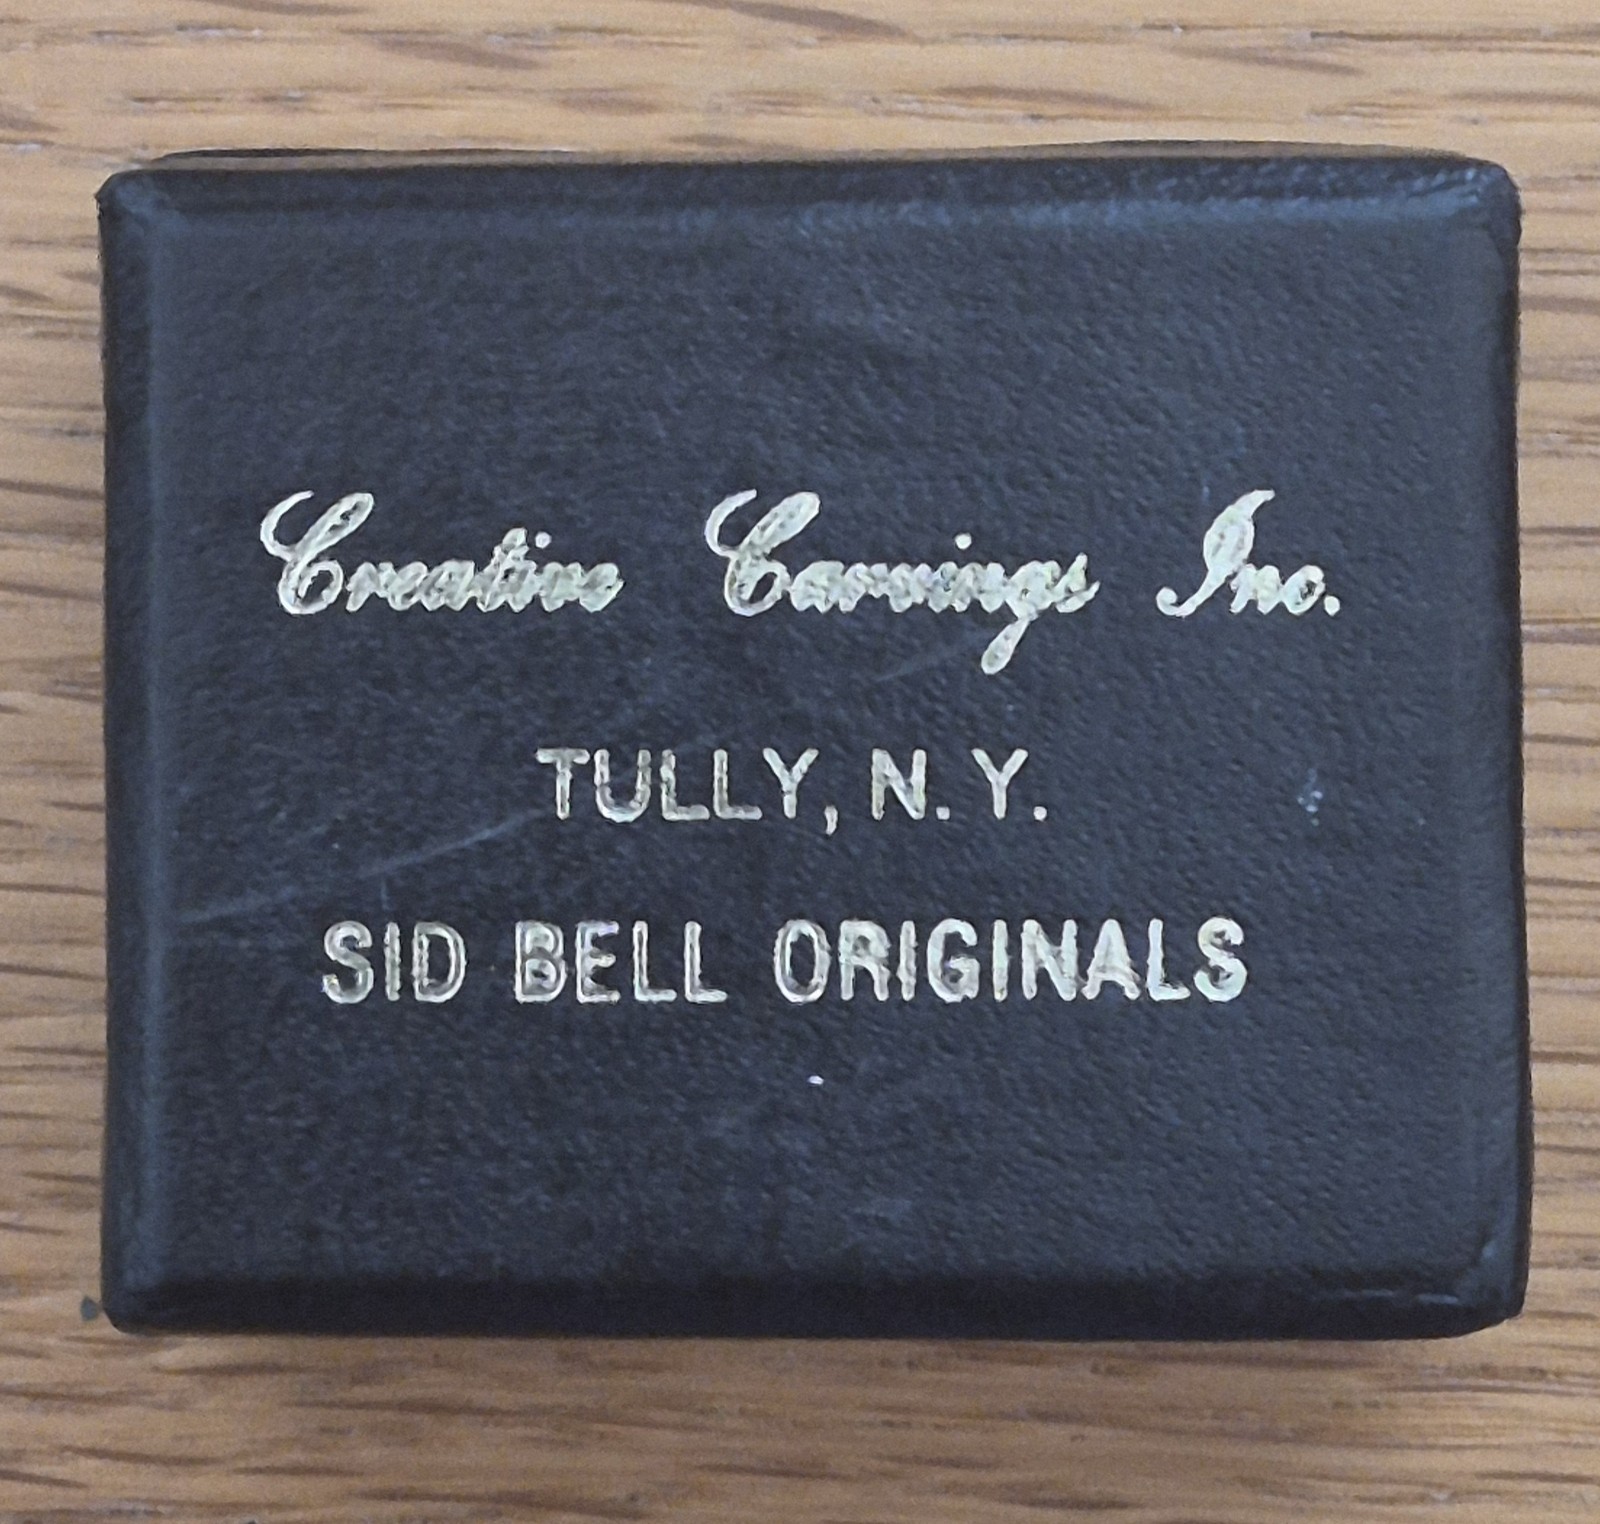 Creative Carvings Inc.
TULLY, N.Y.
SID BELL ORIGINALS